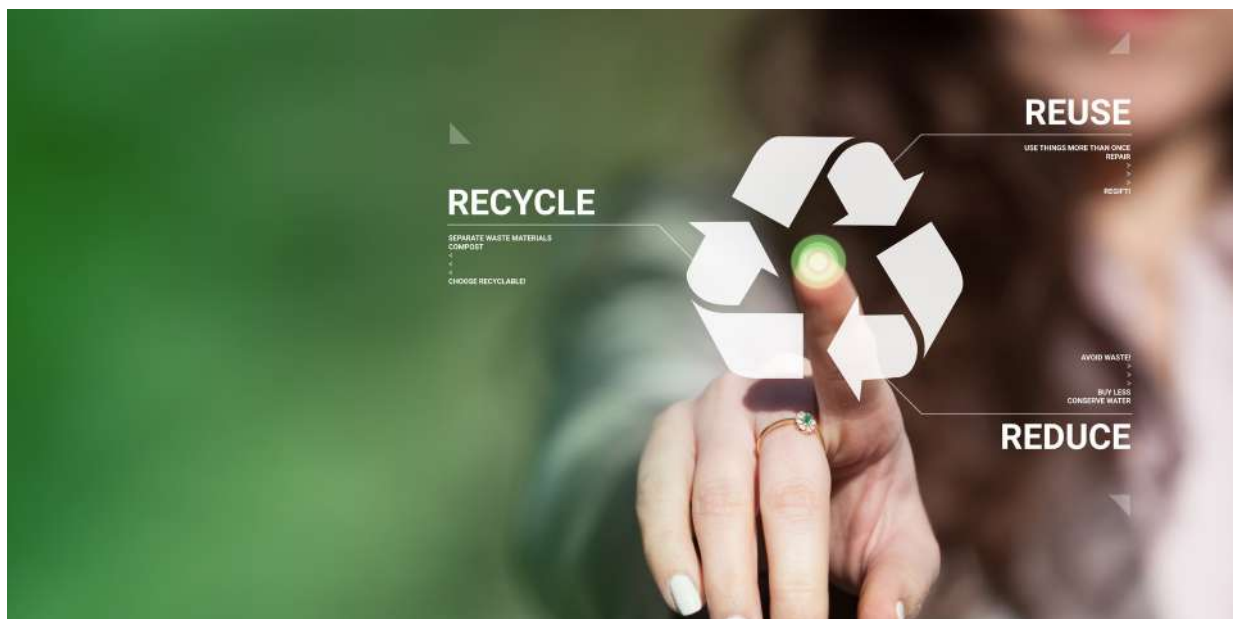 RECYCLE
SEPARATE WASTE MATERIALS
COMPOST
<
<
<
CHOOSE RECYCLABLE!
REUSE
USE THINGS MORE THAN ONCE
REPAIR
>
>
>
REGIFT!
AVOID WASTE!
>
>
>
BUY LESS
CONSERVE WATER
REDUCE